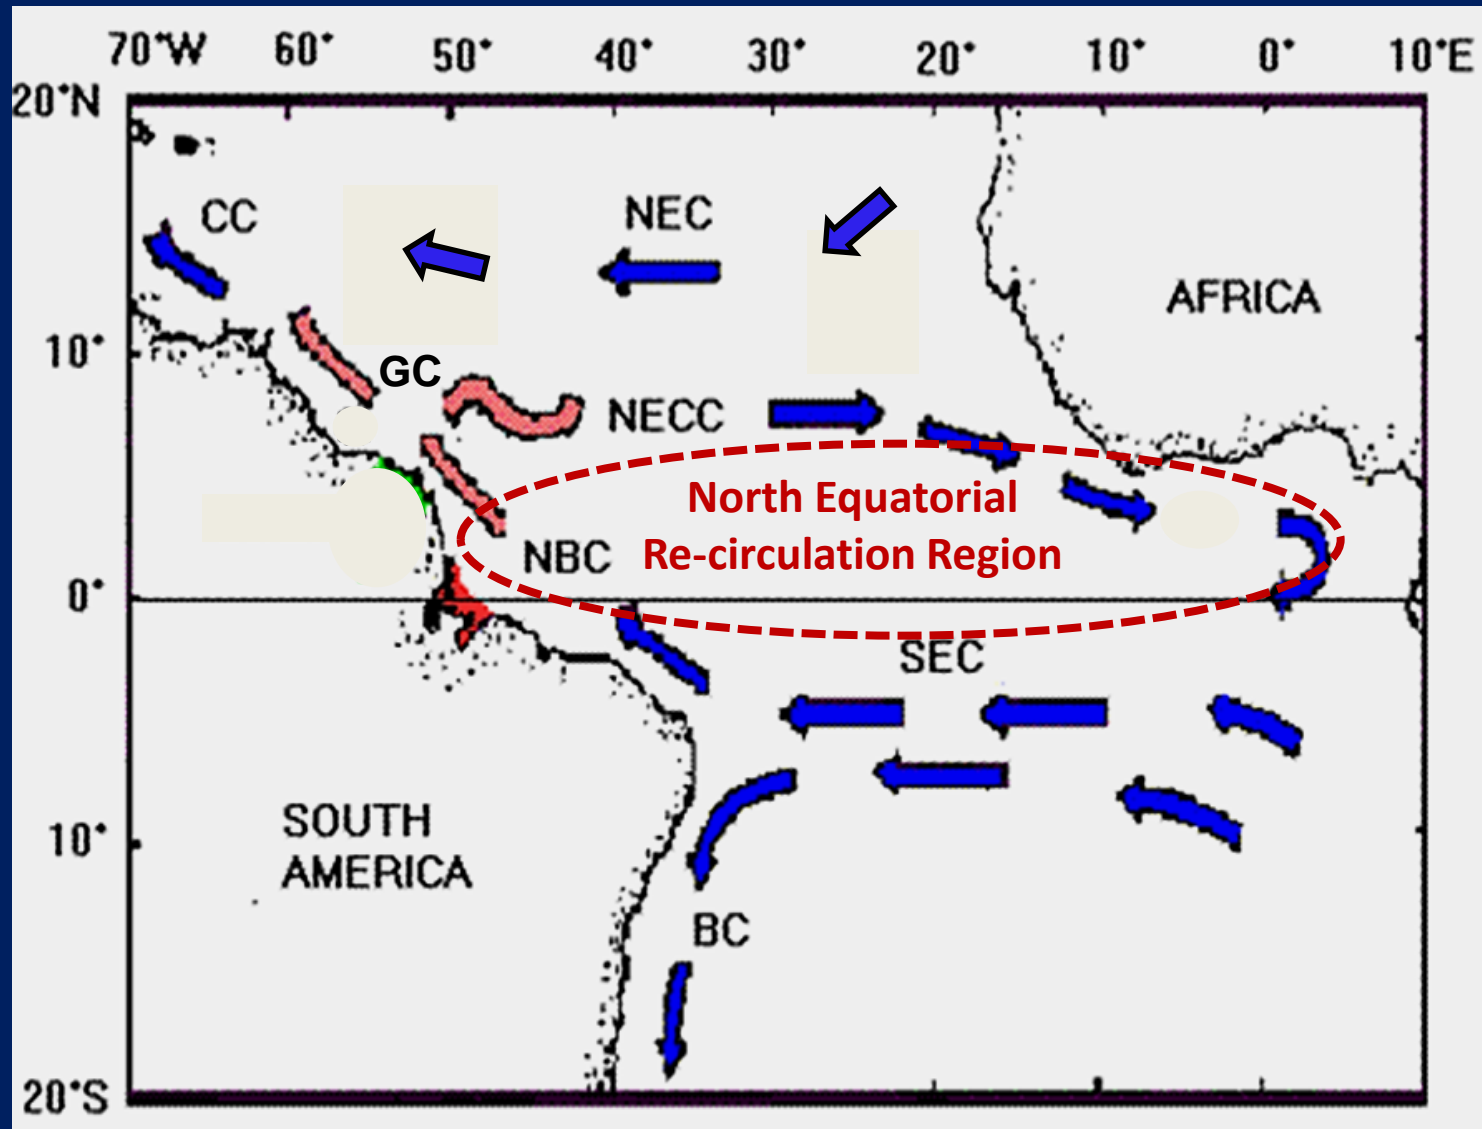 70°W 60° 50° 40° 30° 20° 10° 0° 10°E
20°N
CC
NEC
AFRICA
10°
GC
NECC
North Equatorial
Re-circulation Region
NBC
0°
SEC
SOUTH
AMERICA
10°
BC
20°S